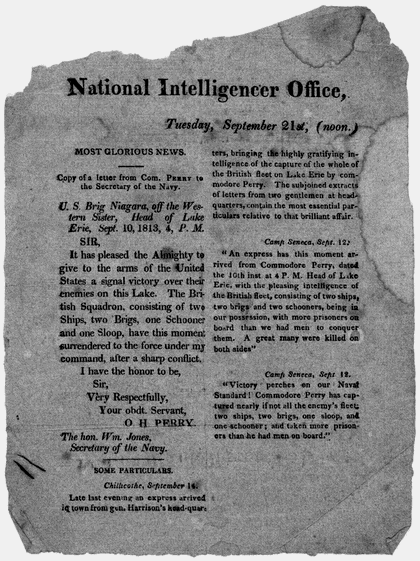 National Intelligencer Office,
Tuesday, September 21st, (noon.)
MOST GLORIOUS NEWS.
Copy of a letter from Com. PERRY to
the Secretary of the Navy.
U. S. Brig Niagara, off the Wes-
tern Sister, Head of Lake
Erie, Sept. 10, 1813, 4, P. M.
SIR,
It has pleased the Almighty to
give to the arms of the United
States a signal victory over their
enemies on this Lake. The Bri-
tish Squadron, consisting of two
Ships, two Brigs, one Schooner
and one Sloop, have this moment
surrendered to the force under my
command, after a sharp conflict.
I have the honor to be,
Sir,
Very Respectfully,
Your obdt. Servant,
O H PERRY.
The hon. Wm. Jones,
Secretary of the Navy.
SOME PARTICULARS.
Chillicothe, September 14.
Late last evening an express arrived
in town from gen. Harrison's head-quar-
ters, bringing the highly gratifying in-
telligence of the capture of the whole of
the British fleet on Lake Erie by com-
modore Perry. The subjoined extracts
of letters from two gentlemen at head-
quarters, contain the most essential par-
ticulars relative to that brilliant affair.
Camp Seneca, Sept. 12.
"An express has this moment ar-
rived from Commodore Perry, dated
the 10th inst at 4 P. M. Head of Lake
Erie, with the pleasing intelligence of
the British fleet, consisting of two ships,
two brigs and two schooners, being in
our possession, with more prisoners on
board than we had men to conquer
them. A great many were killed on
both sides"
Camp Seneca, Sept 12.
"Victory perches on our Naval
Standard! Commodore Perry has cap-
tured nearly if not all the enemy's fleet;
two ships, two brigs, one sloop, and
one schooner; and taken more prison-
ers than he had men on board."